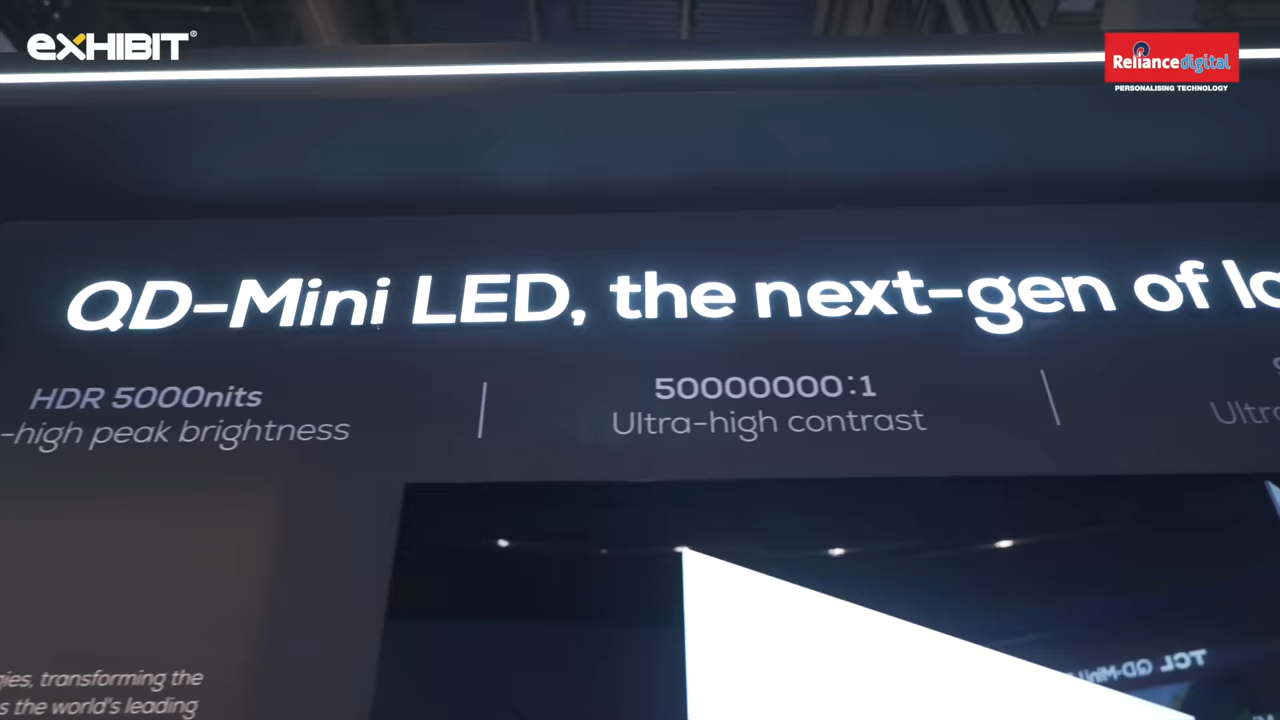 eXHIBIT®
Reliance digital
PERSONALISING TECHNOLOGY
QD-Mini LED, the next-gen of
HDR 5000nits
-high peak brightness
50000000:1
Ultra-high contrast
TCL QD-Mini
transforming the
the world's leading